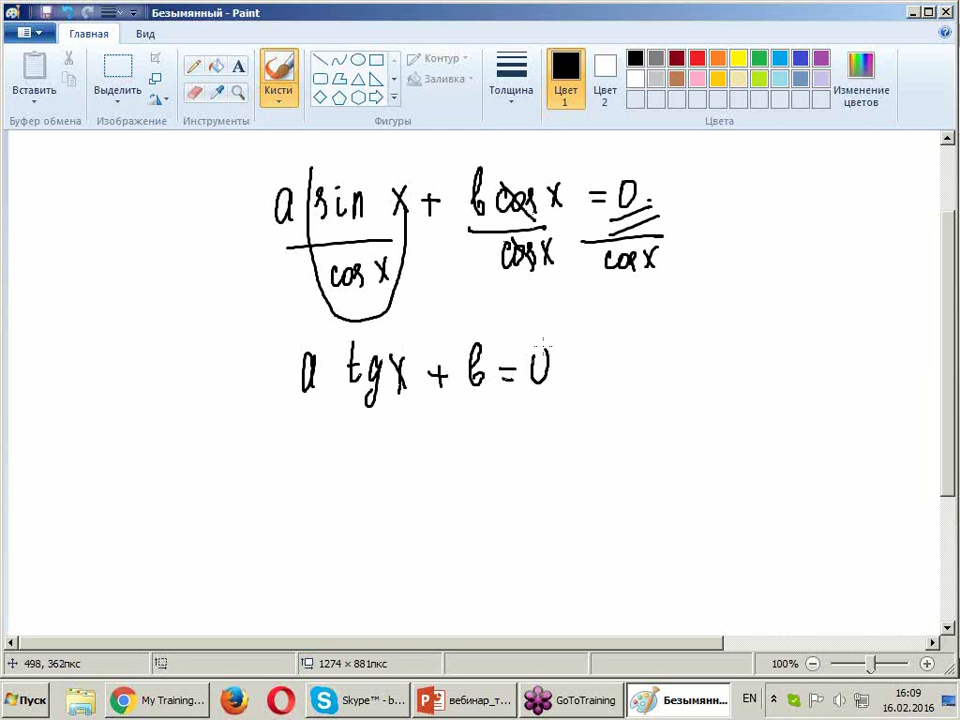 Безымянный - Paint
Главная
Вид
Вставить
Выделить
Кисти
Контур
Заливка
Толщина
Цвет 1
Цвет 2
Изменение цветов
Буфер обмена
Изображение
Инструменты
Фигуры
Цвета
a sin x + b cos x = 0.
cos x cos x cos x
a tg x + b = 0
498, 362пкс
1274 × 881пкс
100%
Пуск
My Training...
Skype™ - b...
вебинар_т...
GoToTraining
Безымянны...
EN
16:09
16.02.2016